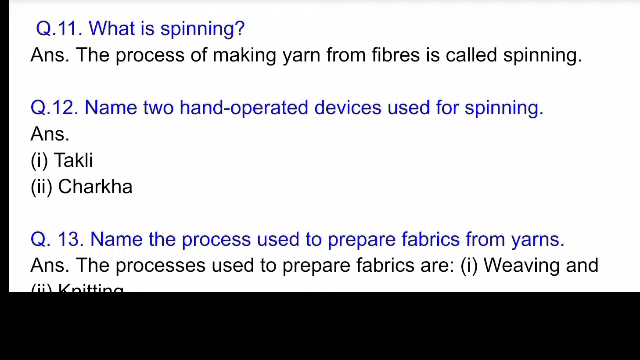 Q.11. What is spinning?
Ans. The process of making yarn from fibres is called spinning.
Q.12. Name two hand-operated devices used for spinning.
Ans.
(i) Takli
(ii) Charkha
Q. 13. Name the process used to prepare fabrics from yarns.
Ans. The processes used to prepare fabrics are: (i) Weaving and
(ii) Knitting